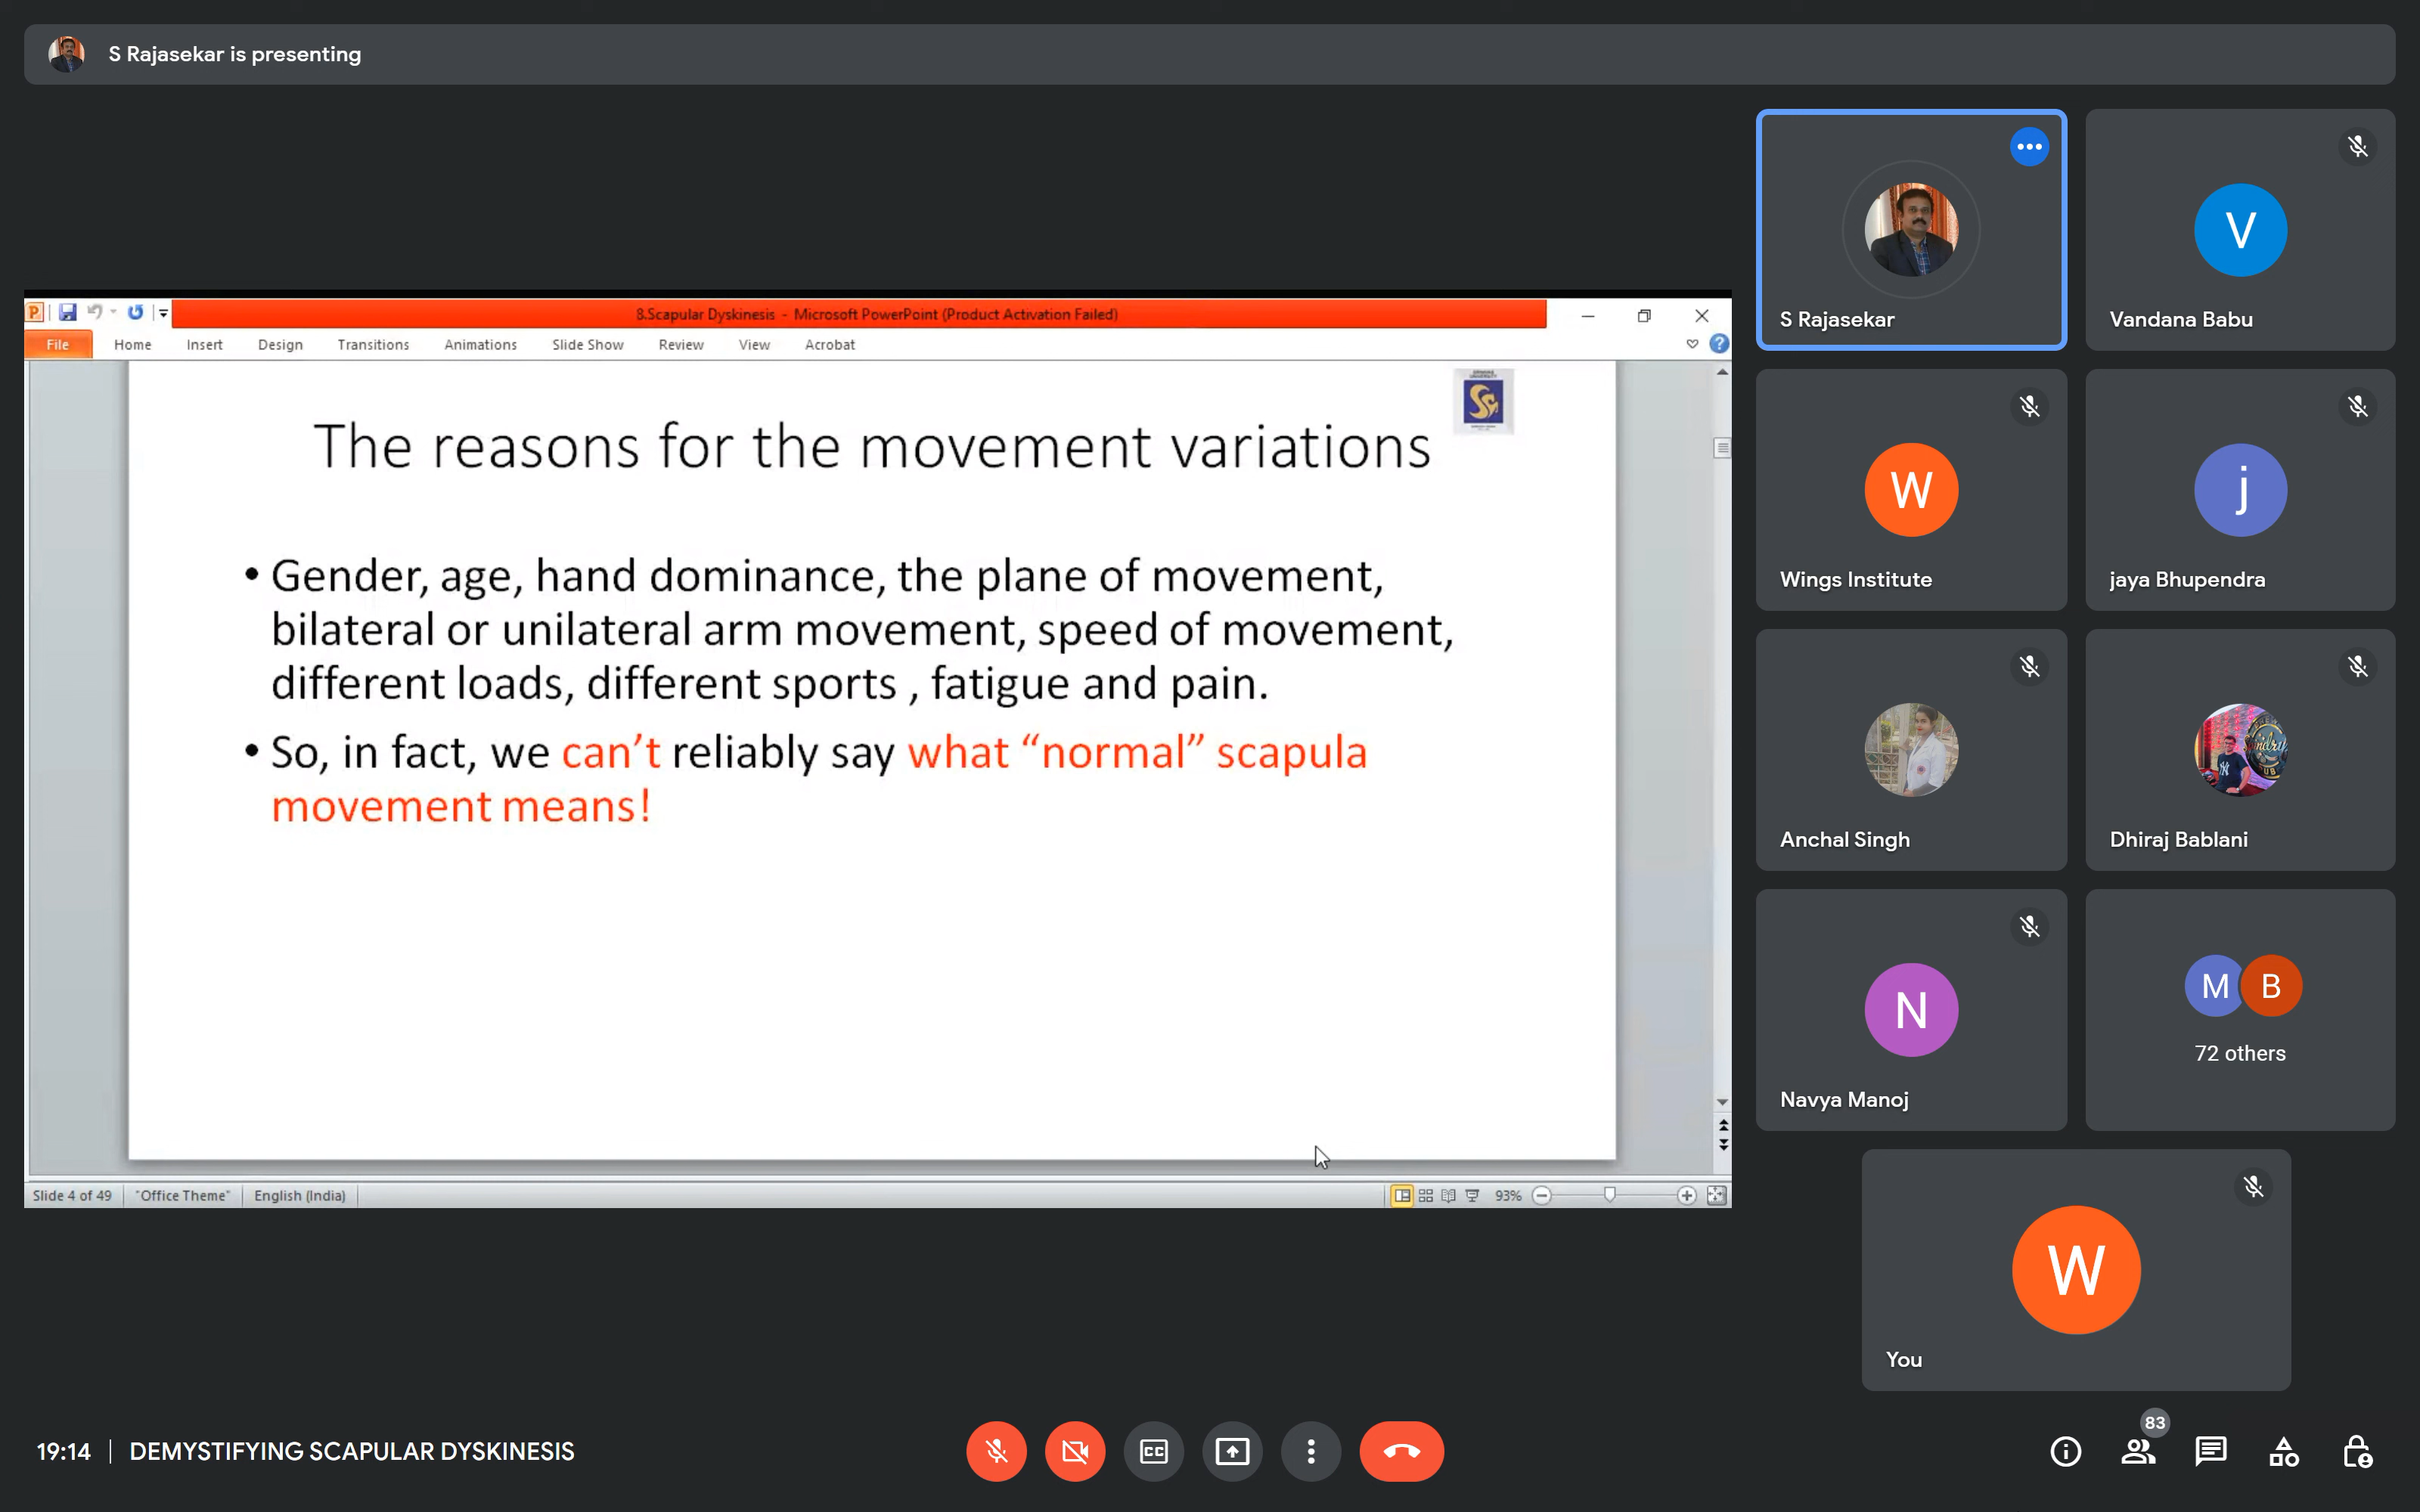 S Rajasekar is presenting
8.Scapular Dyskinesis - Microsoft PowerPoint (Product Activation Failed)
File Home Insert Design Transitions Animations Slide Show Review View Acrobat
The reasons for the movement variations
• Gender, age, hand dominance, the plane of movement,
bilateral or unilateral arm movement, speed of movement,
different loads, different sports , fatigue and pain.
• So, in fact, we can’t reliably say what “normal” scapula
movement means!
Slide 4 of 49 "Office Theme" English (India) 93%
S Rajasekar
V
Vandana Babu
W
Wings Institute
j
jaya Bhupendra
Anchal Singh
Dhiraj Bablani
N
Navya Manoj
M B
72 others
W
You
19:14 | DEMYSTIFYING SCAPULAR DYSKINESIS
CC
83